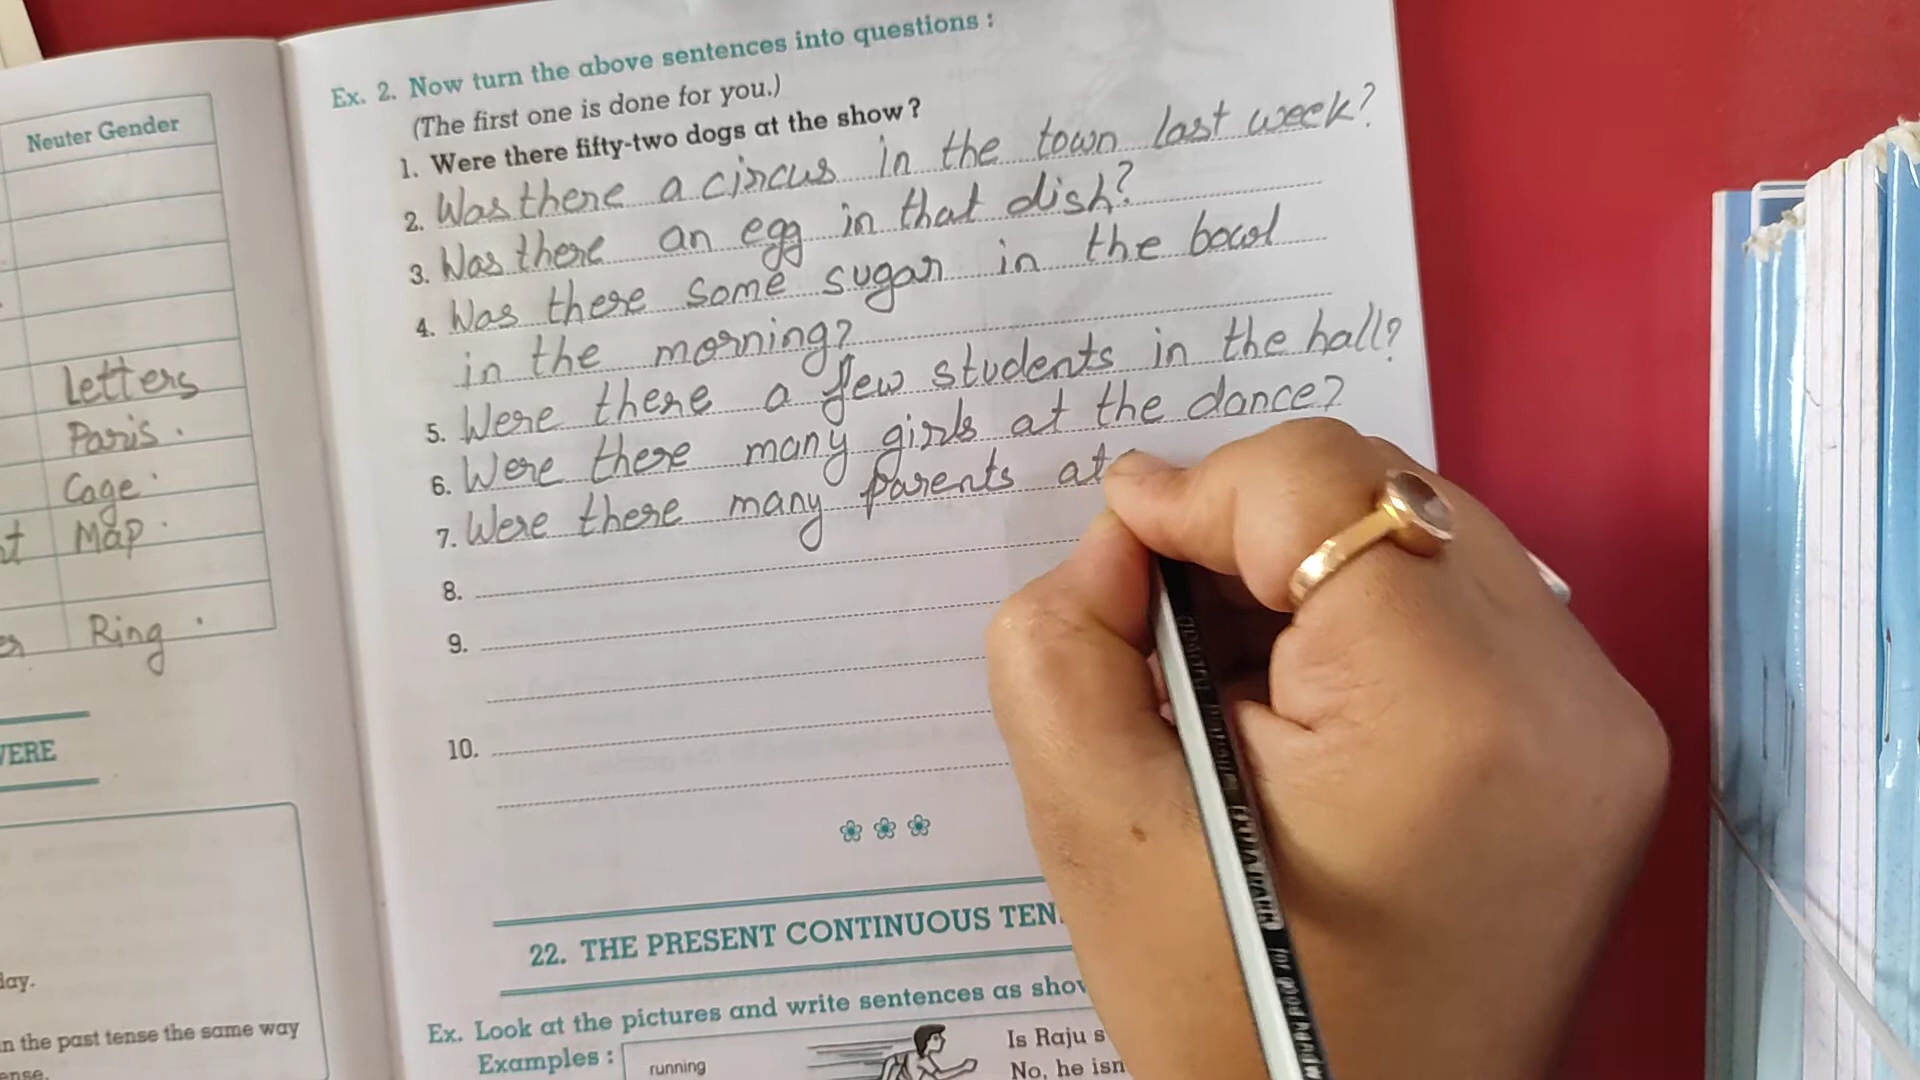 Neuter Gender
Letters
Paris.
Cage.
Map.
Ring.
ERE
in the past tense the same way
Ex. 2. Now turn the above sentences into questions :
(The first one is done for you.)
1. Were there fifty-two dogs at the show?
2. Was there a circus in the town last week?
3. Was there an egg in that dish?
4. Was there some sugar in the bowl
in the morning?
5. Were there a few students in the hall?
6. Were there many girls at the dance?
7. Were there many parents at
8.
9.
10.
22. THE PRESENT CONTINUOUS TEN
Ex. Look at the pictures and write sentences as show
Examples :
running
Is Raju s
No, he isn